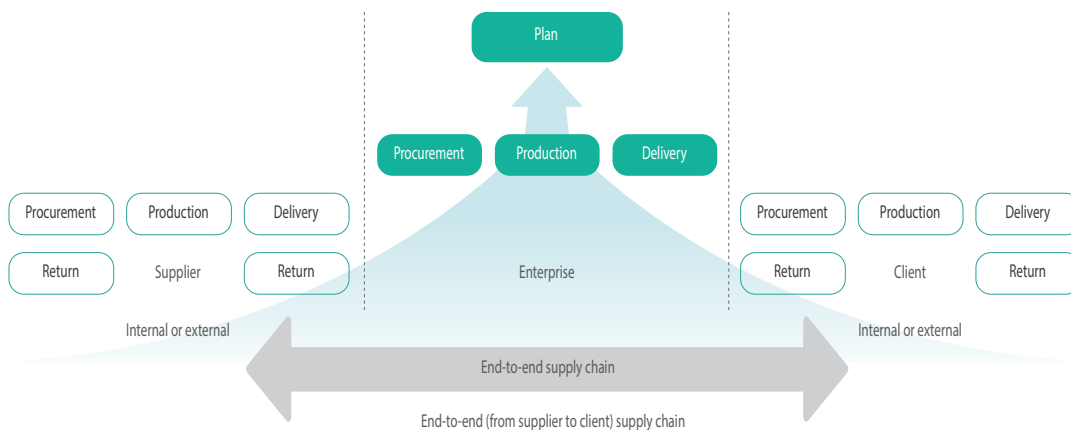 Plan
Procurement
Production
Delivery
Procurement
Production
Delivery
Procurement
Production
Delivery
Return
Supplier
Return
Enterprise
Return
Client
Return
Internal or external
Internal or external
End-to-end supply chain
End-to-end (from supplier to client) supply chain